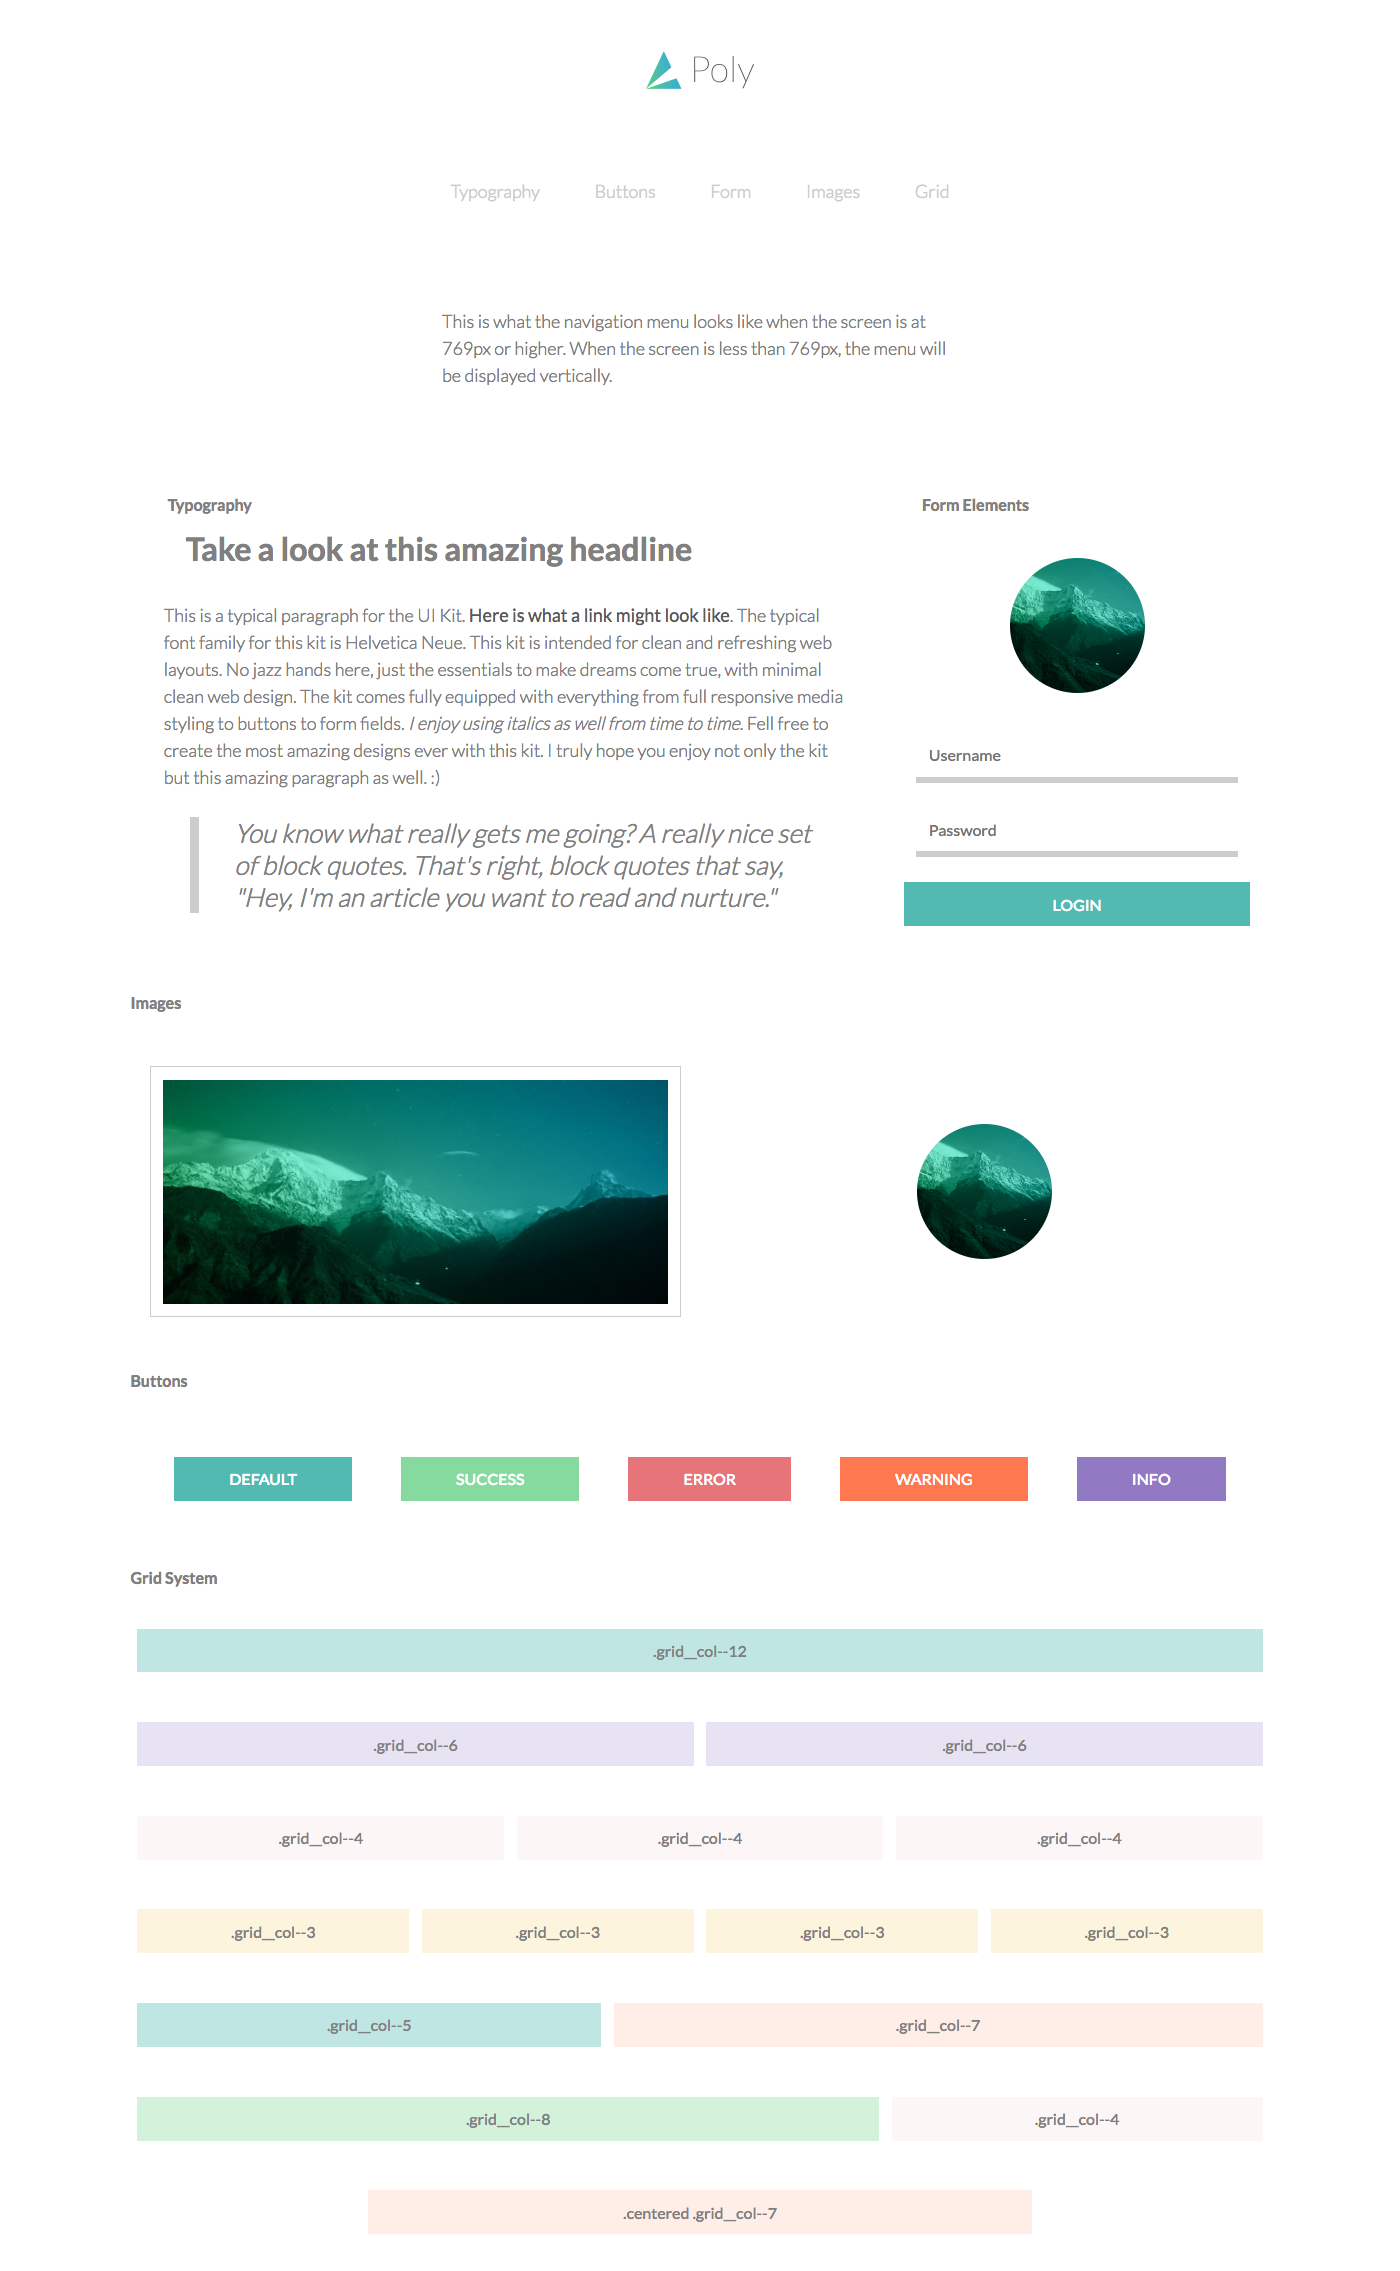 Poly
Typography Buttons Form Images Grid
This is what the navigation menu looks like when the screen is at
769px or higher. When the screen is less than 769px, the menu will
be displayed vertically.
Typography
Take a look at this amazing headline
This is a typical paragraph for the UI Kit. Here is what a link might look like. The typical
font family for this kit is Helvetica Neue. This kit is intended for clean and refreshing web
layouts. No jazz hands here, just the essentials to make dreams come true, with minimal
clean web design. The kit comes fully equipped with everything from full responsive media
styling to buttons to form fields. I enjoy using italics as well from time to time. Fell free to
create the most amazing designs ever with this kit. I truly hope you enjoy not only the kit
but this amazing paragraph as well. :)
You know what really gets me going? A really nice set
of block quotes. That's right, block quotes that say,
"Hey, I'm an article you want to read and nurture."
Form Elements
Username
Password
LOGIN
Images
Buttons
DEFAULT SUCCESS ERROR WARNING INFO
Grid System
.grid__col--12
.grid__col--6 .grid__col--6
.grid__col--4 .grid__col--4 .grid__col--4
.grid__col--3 .grid__col--3 .grid__col--3 .grid__col--3
.grid__col--5 .grid__col--7
.grid__col--8 .grid__col--4
.centered .grid__col--7